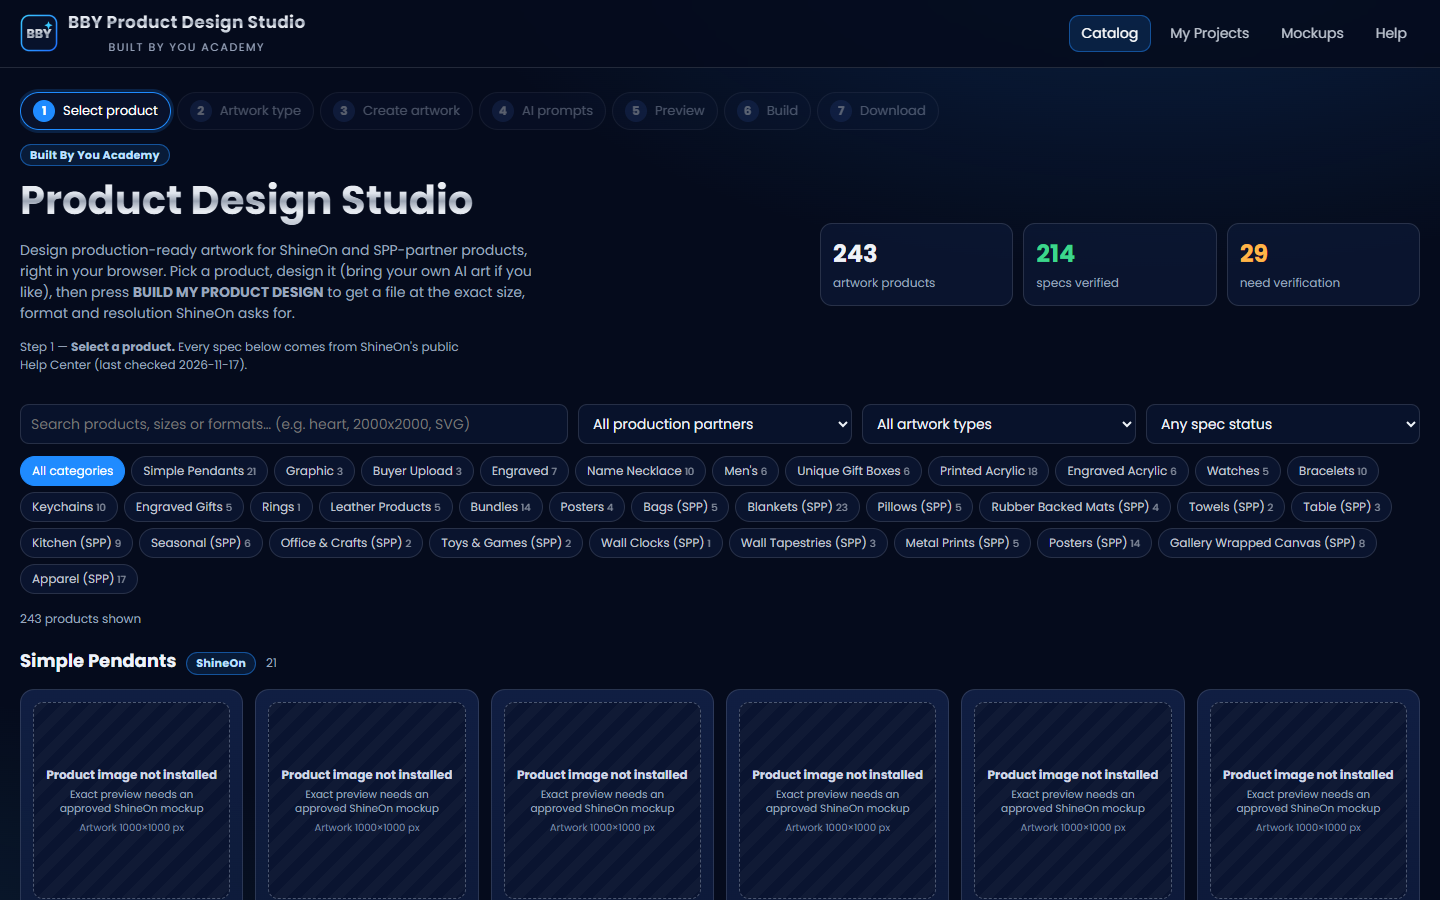 BBY
BBY Product Design Studio
BUILT BY YOU ACADEMY
Catalog
My Projects
Mockups
Help
1 Select product
2 Artwork type
3 Create artwork
4 AI prompts
5 Preview
6 Build
7 Download
Built By You Academy
Product Design Studio
Design production-ready artwork for ShineOn and SPP-partner products,
right in your browser. Pick a product, design it (bring your own AI art if you
like), then press BUILD MY PRODUCT DESIGN to get a file at the exact size,
format and resolution ShineOn asks for.
Step 1 — Select a product. Every spec below comes from ShineOn's public
Help Center (last checked 2026-11-17).
243
artwork products
214
specs verified
29
need verification
Search products, sizes or formats... (e.g. heart, 2000x2000, SVG)
All production partners
All artwork types
Any spec status
All categories
Simple Pendants 21
Graphic 3
Buyer Upload 3
Engraved 7
Name Necklace 10
Men's 6
Unique Gift Boxes 6
Printed Acrylic 18
Engraved Acrylic 6
Watches 5
Bracelets 10
Keychains 10
Engraved Gifts 5
Rings 1
Leather Products 5
Bundles 14
Posters 4
Bags (SPP) 5
Blankets (SPP) 23
Pillows (SPP) 5
Rubber Backed Mats (SPP) 4
Towels (SPP) 2
Table (SPP) 3
Kitchen (SPP) 9
Seasonal (SPP) 6
Office & Crafts (SPP) 2
Toys & Games (SPP) 2
Wall Clocks (SPP) 1
Wall Tapestries (SPP) 3
Metal Prints (SPP) 5
Posters (SPP) 14
Gallery Wrapped Canvas (SPP) 8
Apparel (SPP) 17
243 products shown
Simple Pendants ShineOn 21
Product image not installed
Exact preview needs an
approved ShineOn mockup
Artwork 1000×1000 px
Product image not installed
Exact preview needs an
approved ShineOn mockup
Artwork 1000×1000 px
Product image not installed
Exact preview needs an
approved ShineOn mockup
Artwork 1000×1000 px
Product image not installed
Exact preview needs an
approved ShineOn mockup
Artwork 1000×1000 px
Product image not installed
Exact preview needs an
approved ShineOn mockup
Artwork 1000×1000 px
Product image not installed
Exact preview needs an
approved ShineOn mockup
Artwork 1000×1000 px